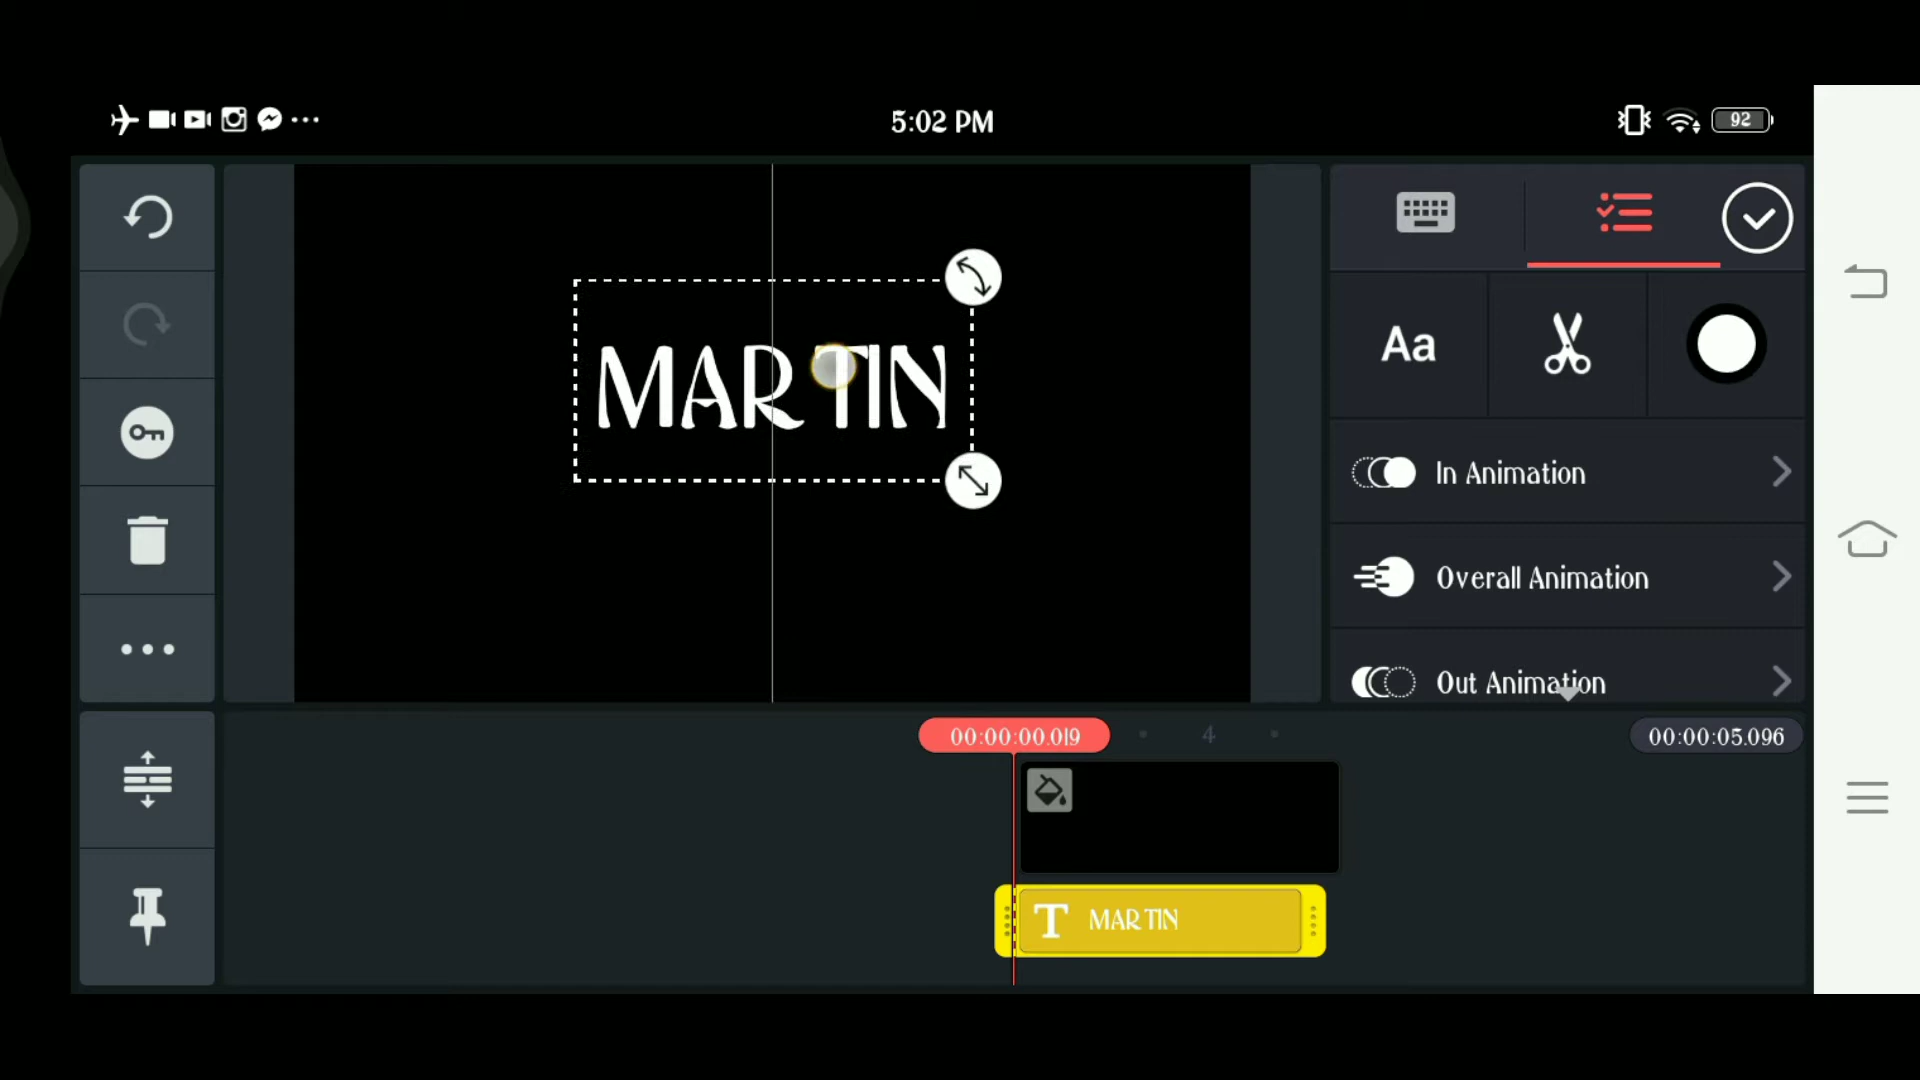 5:02 PM
92
MARTIN
Aa
In Animation
Overall Animation
Out Animation
00:00:00.019
4
00:00:05.096
T MARTIN